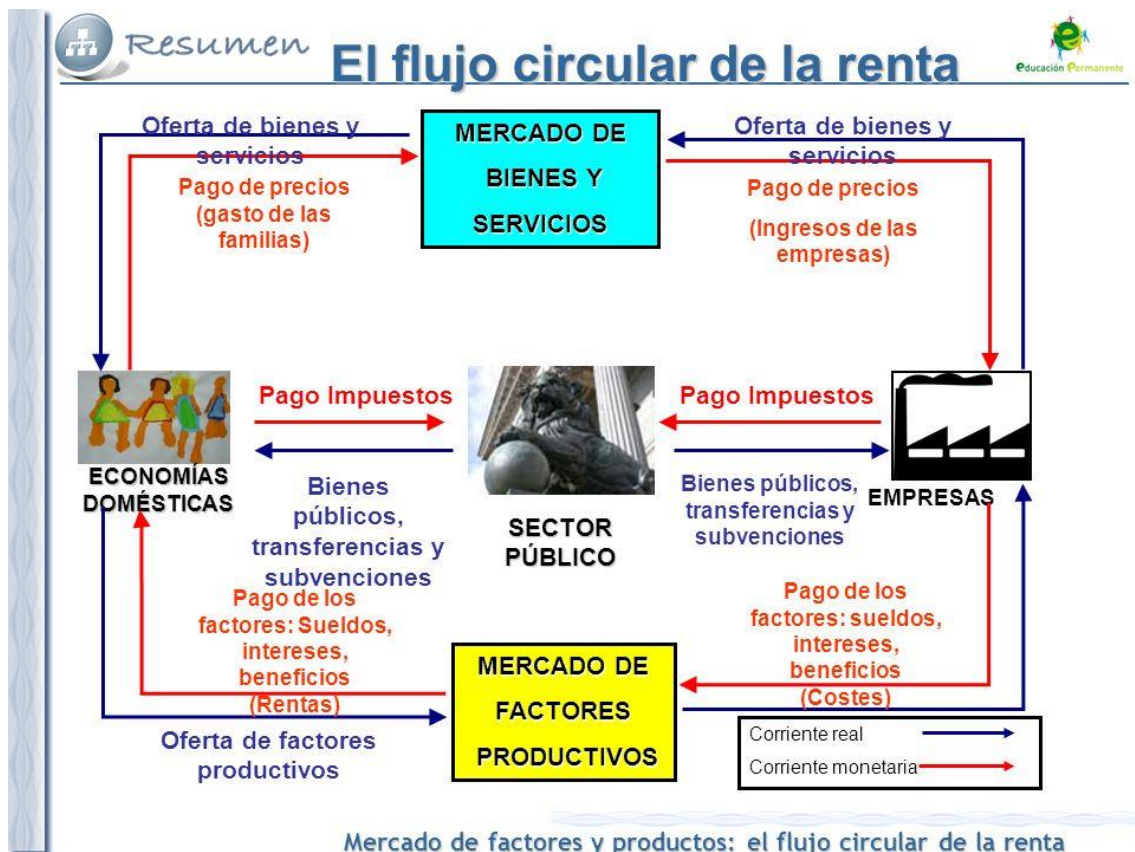 Resumen
El flujo circular de la renta
educación permanente
Oferta de bienes y
servicios
Pago de precios
(gasto de las
familias)
MERCADO DE
BIENES Y
SERVICIOS
Oferta de bienes y
servicios
Pago de precios
(Ingresos de las
empresas)
Pago Impuestos
Pago Impuestos
ECONOMÍAS
DOMÉSTICAS
Bienes
públicos,
transferencias y
subvenciones
SECTOR
PÚBLICO
Bienes públicos,
transferencias y
subvenciones
EMPRESAS
Pago de los
factores: Sueldos,
intereses,
beneficios
(Rentas)
Oferta de factores
productivos
MERCADO DE
FACTORES
PRODUCTIVOS
Pago de los
factores: sueldos,
intereses,
beneficios
(Costes)
Corriente real
Corriente monetaria
Mercado de factores y productos: el flujo circular de la renta